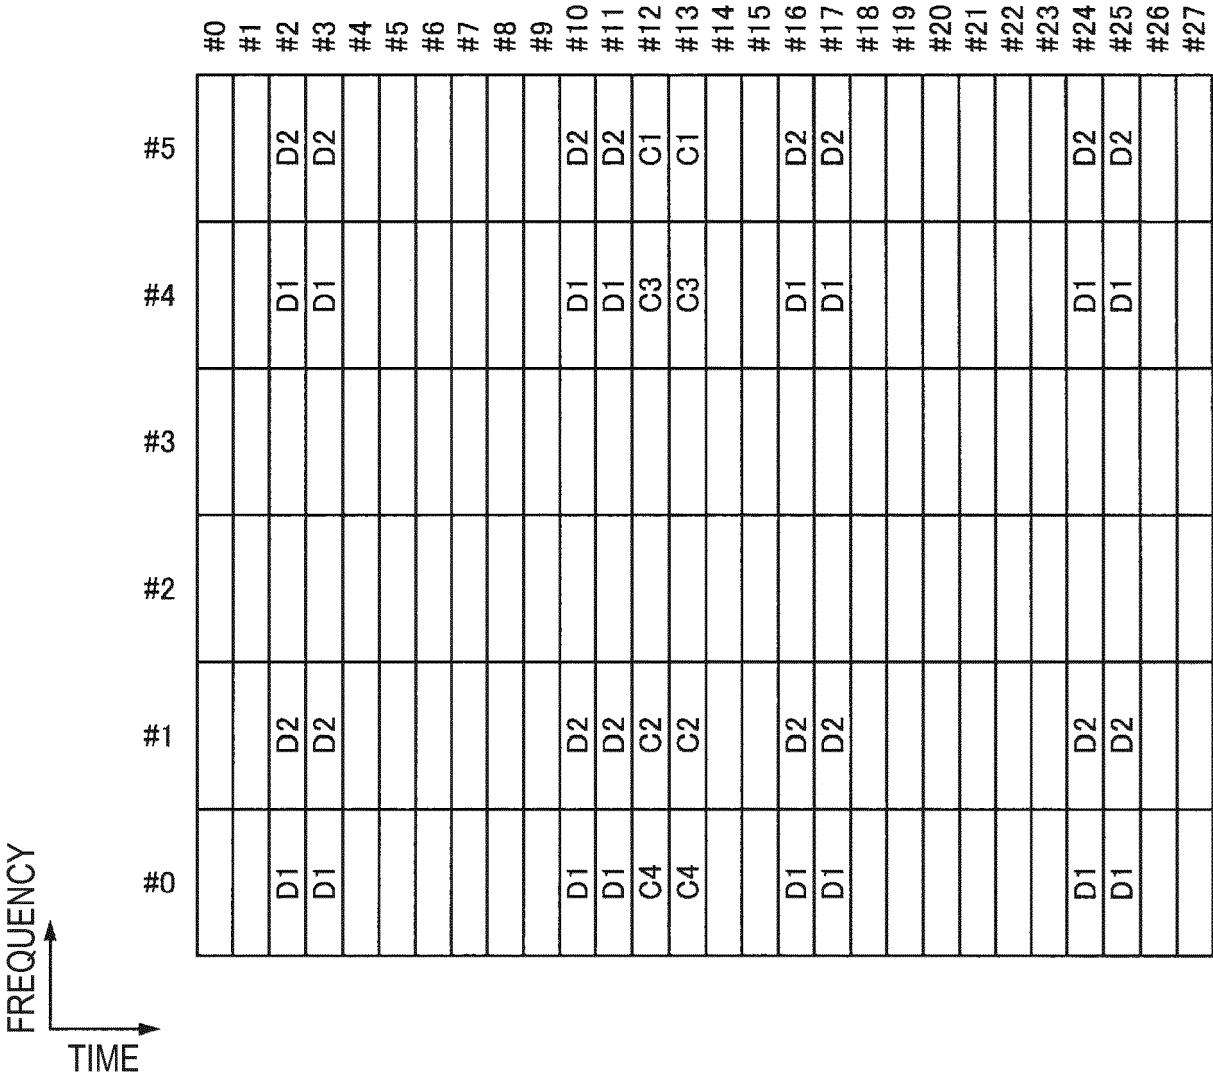 #0 #1 #2 #3 #4 #5 #6 #7 #8 #9 #10 #11 #12 #13 #14 #15 #16 #17 #18 #19 #20 #21 #22 #23 #24 #25 #26 #27
#5 D2 D2 D2 D2 C1 C1 D2 D2 D2 D2
#4 D1 D1 D1 D1 C3 C3 D1 D1 D1 D1
#3
#2
#1 D2 D2 D2 D2 C2 C2 D2 D2 D2 D2
#0 D1 D1 D1 D1 C4 C4 D1 D1 D1 D1
FREQUENCY
TIME